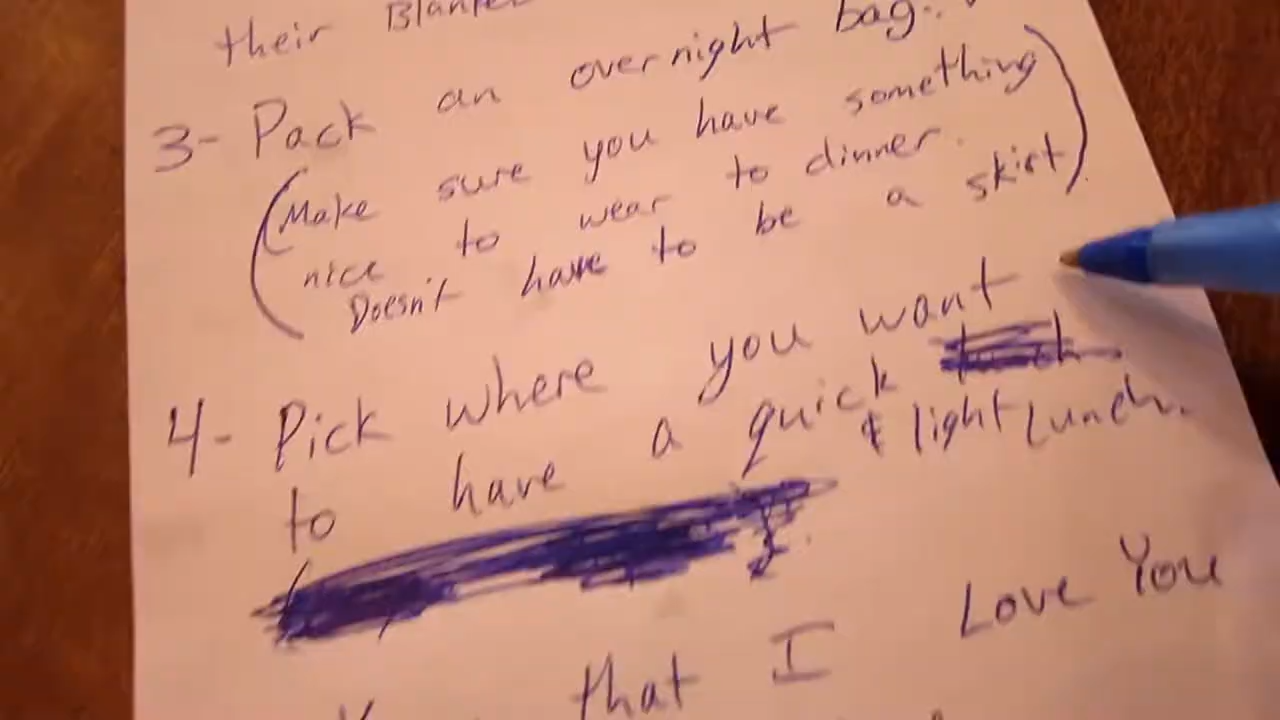 their Blanket
3- Pack an overnight bag.
(Make sure you have something
nice to wear to dinner.
Doesn't have to be a skirt)
4- Pick where you want
to have a quick
& light Lunch.
that I Love You